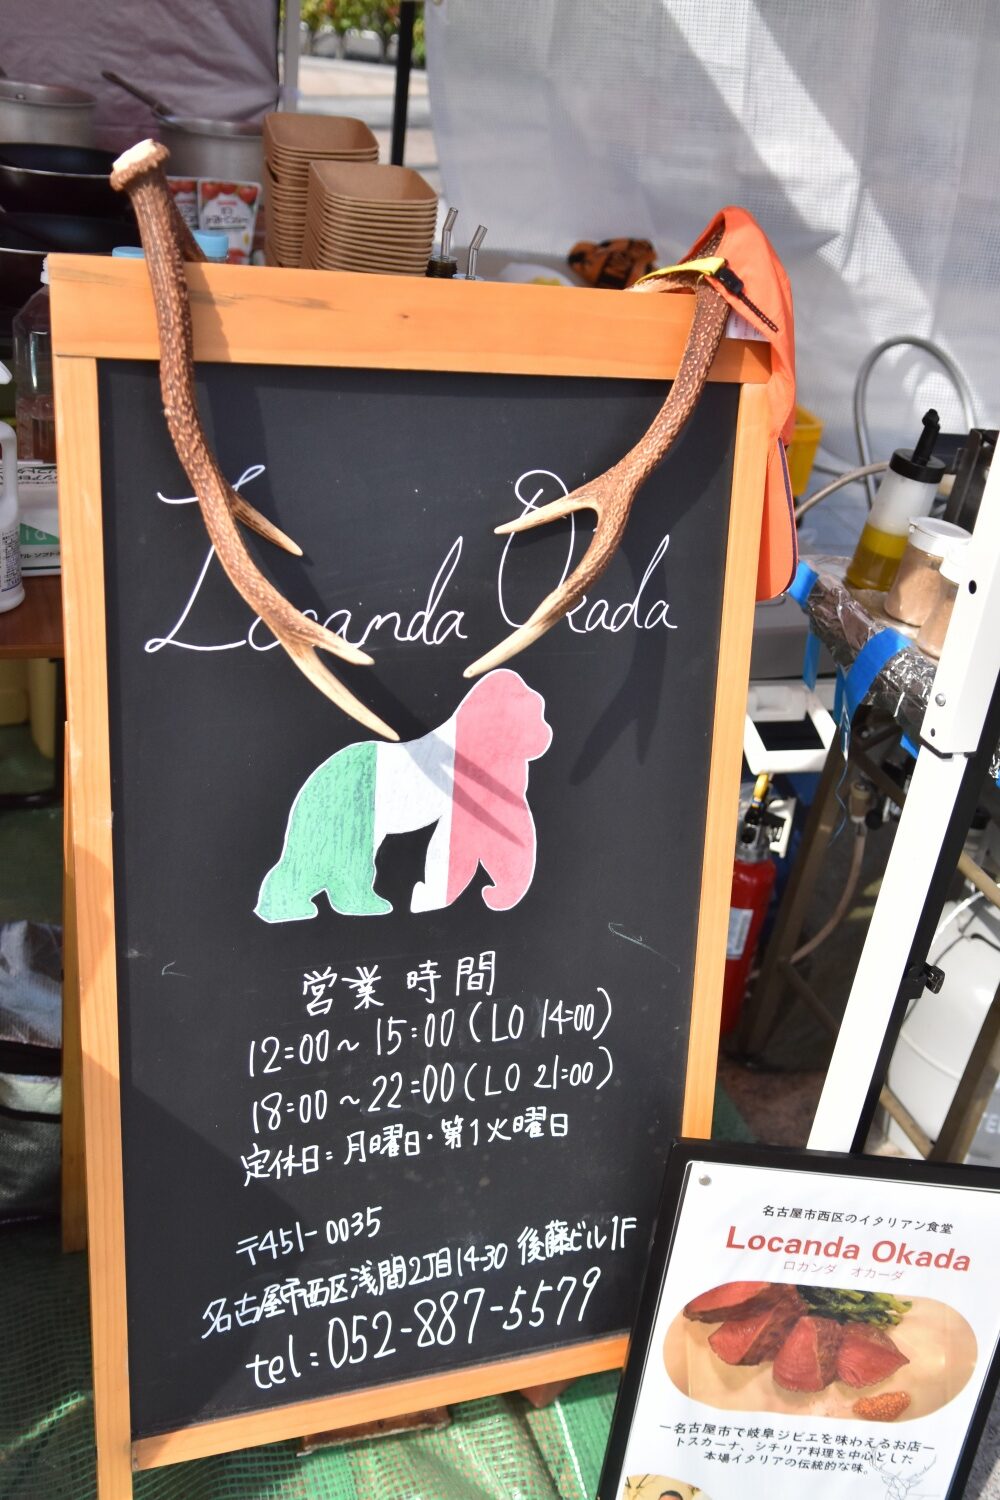 Locanda Okada
営業時間
12:00～15:00(LO 14:00)
18:00～22:00(LO 21:00)
定休日:月曜日・第1火曜日
〒451-0035
名古屋市西区浅間2丁目14-30 後藤ビル1F
tel:052-887-5579
名古屋市西区のイタリアン食堂
Locanda Okada
ロカンダ オカーダ
ー名古屋市で岐阜ジビエを味わえるお店ー
トスカーナ、シチリア料理を中心とした
本場イタリアの伝統的な味。